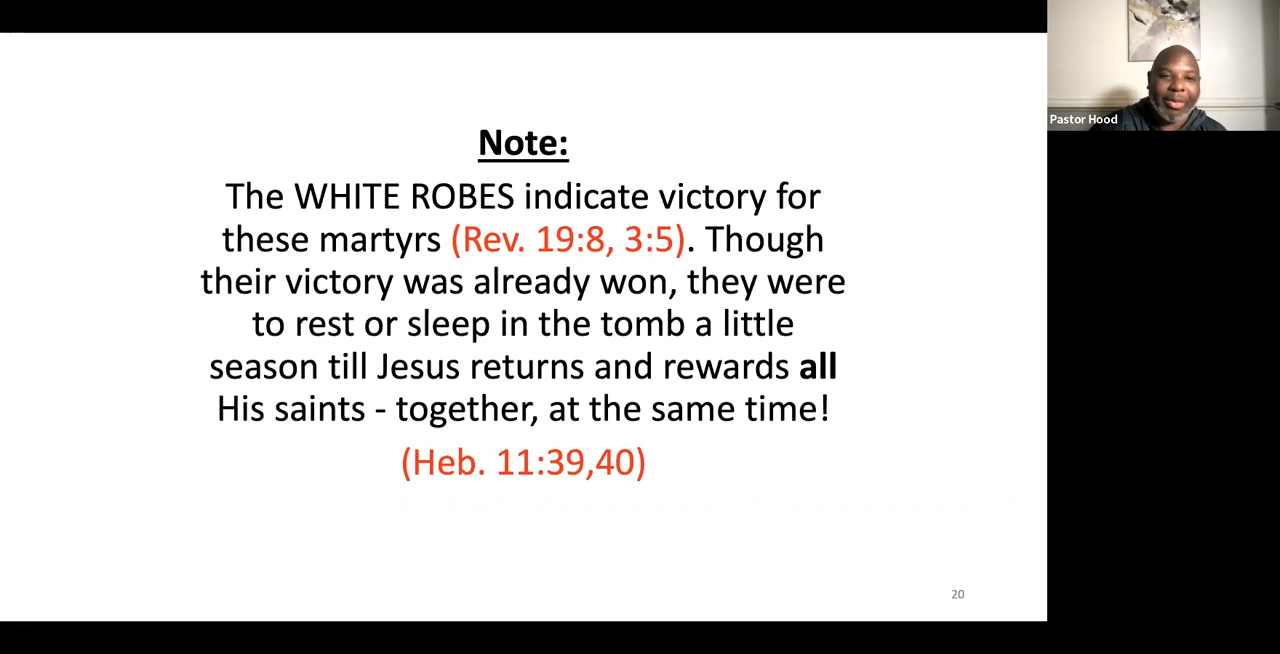 Note:
The WHITE ROBES indicate victory for
these martyrs (Rev. 19:8, 3:5). Though
their victory was already won, they were
to rest or sleep in the tomb a little
season till Jesus returns and rewards all
His saints - together, at the same time!
(Heb. 11:39,40)
20
Pastor Hood